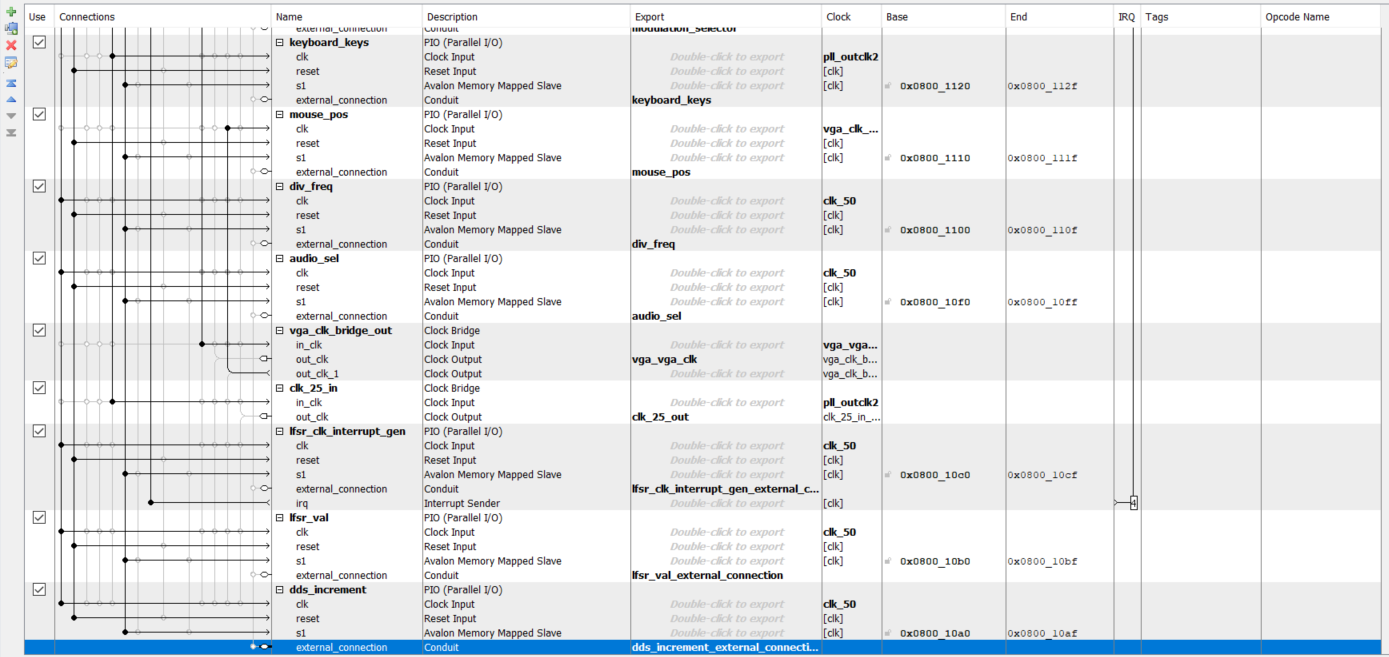 Use Connections Name Description Export Clock Base End IRQ Tags Opcode Name
external_connection Conduit modulation_selector
keyboard_keys PIO (Parallel I/O)
clk Clock Input Double-click to export pll_outclk2
reset Reset Input Double-click to export [clk]
s1 Avalon Memory Mapped Slave Double-click to export [clk] 0x0800_1120 0x0800_112f
external_connection Conduit keyboard_keys
mouse_pos PIO (Parallel I/O)
clk Clock Input Double-click to export vga_clk_...
reset Reset Input Double-click to export [clk]
s1 Avalon Memory Mapped Slave Double-click to export [clk] 0x0800_1110 0x0800_111f
external_connection Conduit mouse_pos
div_freq PIO (Parallel I/O)
clk Clock Input Double-click to export clk_50
reset Reset Input Double-click to export [clk]
s1 Avalon Memory Mapped Slave Double-click to export [clk] 0x0800_1100 0x0800_110f
external_connection Conduit div_freq
audio_sel PIO (Parallel I/O)
clk Clock Input Double-click to export clk_50
reset Reset Input Double-click to export [clk]
s1 Avalon Memory Mapped Slave Double-click to export [clk] 0x0800_10f0 0x0800_10ff
external_connection Conduit audio_sel
vga_clk_bridge_out Clock Bridge
in_clk Clock Input Double-click to export vga_vga...
out_clk Clock Output vga_vga_clk vga_clk_b...
out_clk_1 Clock Output Double-click to export vga_clk_b...
clk_25_in Clock Bridge
in_clk Clock Input Double-click to export pll_outclk2
out_clk Clock Output clk_25_out clk_25_in_...
lfsr_clk_interrupt_gen PIO (Parallel I/O)
clk Clock Input Double-click to export clk_50
reset Reset Input Double-click to export [clk]
s1 Avalon Memory Mapped Slave Double-click to export [clk] 0x0800_10c0 0x0800_10cf
external_connection Conduit lfsr_clk_interrupt_gen_external_c...
irq Interrupt Sender Double-click to export [clk] 4
lfsr_val PIO (Parallel I/O)
clk Clock Input Double-click to export clk_50
reset Reset Input Double-click to export [clk]
s1 Avalon Memory Mapped Slave Double-click to export [clk] 0x0800_10b0 0x0800_10bf
external_connection Conduit lfsr_val_external_connection
dds_increment PIO (Parallel I/O)
clk Clock Input Double-click to export clk_50
reset Reset Input Double-click to export [clk]
s1 Avalon Memory Mapped Slave Double-click to export [clk] 0x0800_10a0 0x0800_10af
external_connection Conduit dds_increment_external_connecti...